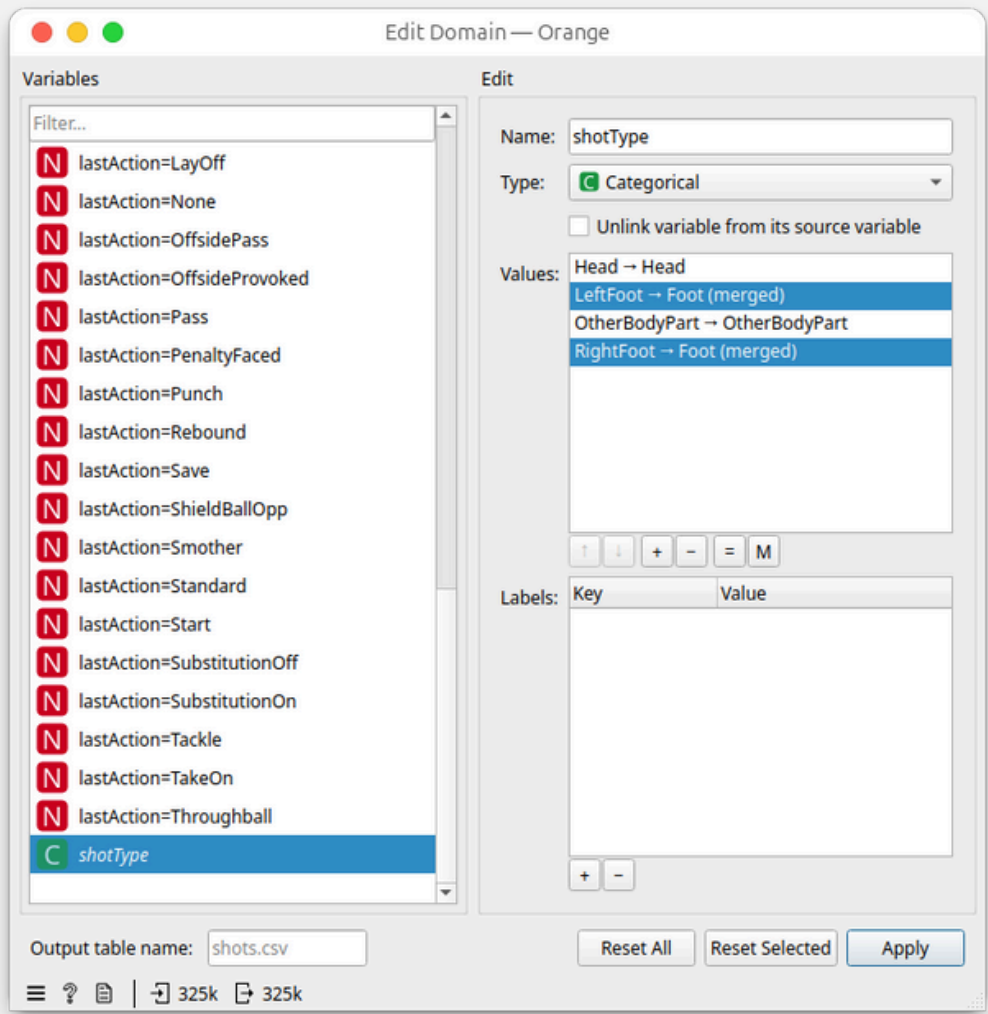 Edit Domain — Orange
Variables
Filter...
N lastAction=LayOff
N lastAction=None
N lastAction=OffsidePass
N lastAction=OffsideProvoked
N lastAction=Pass
N lastAction=PenaltyFaced
N lastAction=Punch
N lastAction=Rebound
N lastAction=Save
N lastAction=ShieldBallOpp
N lastAction=Smother
N lastAction=Standard
N lastAction=Start
N lastAction=SubstitutionOff
N lastAction=SubstitutionOn
N lastAction=Tackle
N lastAction=TakeOn
N lastAction=Throughball
C shotType
Edit
Name: shotType
Type: C Categorical
Unlink variable from its source variable
Values:
Head → Head
LeftFoot → Foot (merged)
OtherBodyPart → OtherBodyPart
RightFoot → Foot (merged)
↑ ↓ + − = M
Labels:
Key Value
+ −
Output table name: shots.csv
Reset All Reset Selected Apply
≡ ? 325k 325k